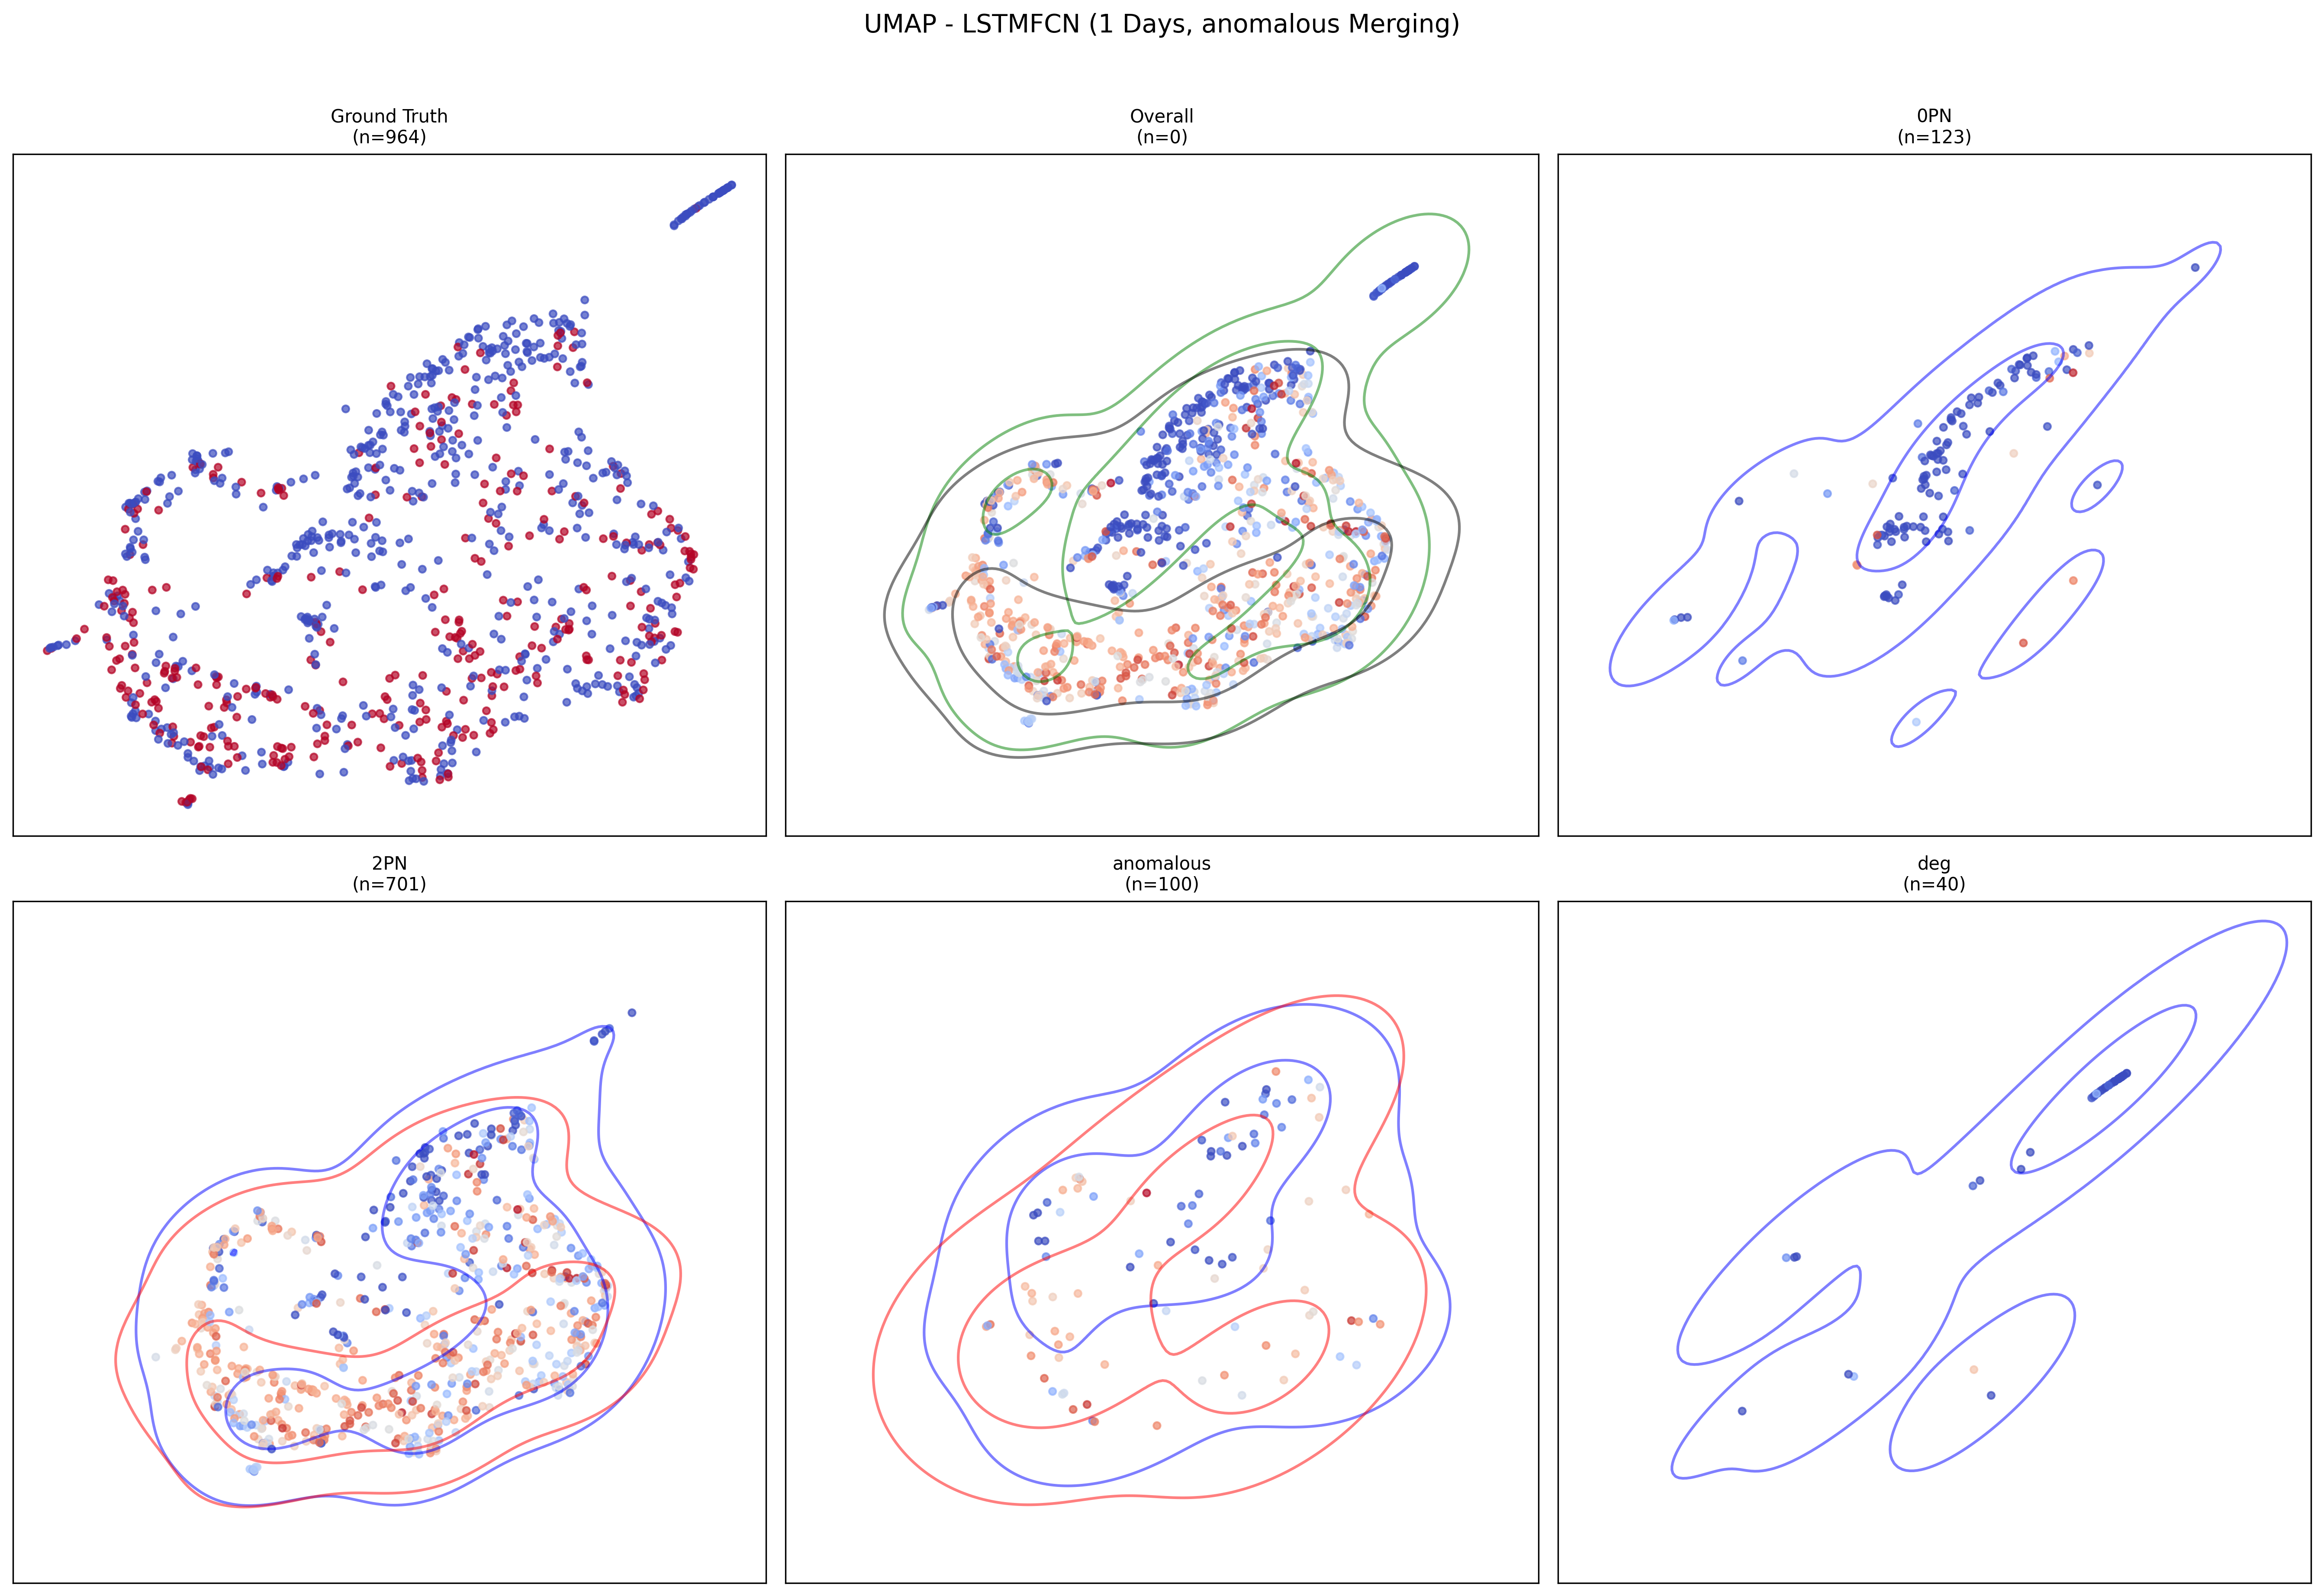 UMAP - LSTMFCN (1 Days, anomalous Merging)
Ground Truth
(n=964)
Overall
(n=0)
0PN
(n=123)
2PN
(n=701)
anomalous
(n=100)
deg
(n=40)